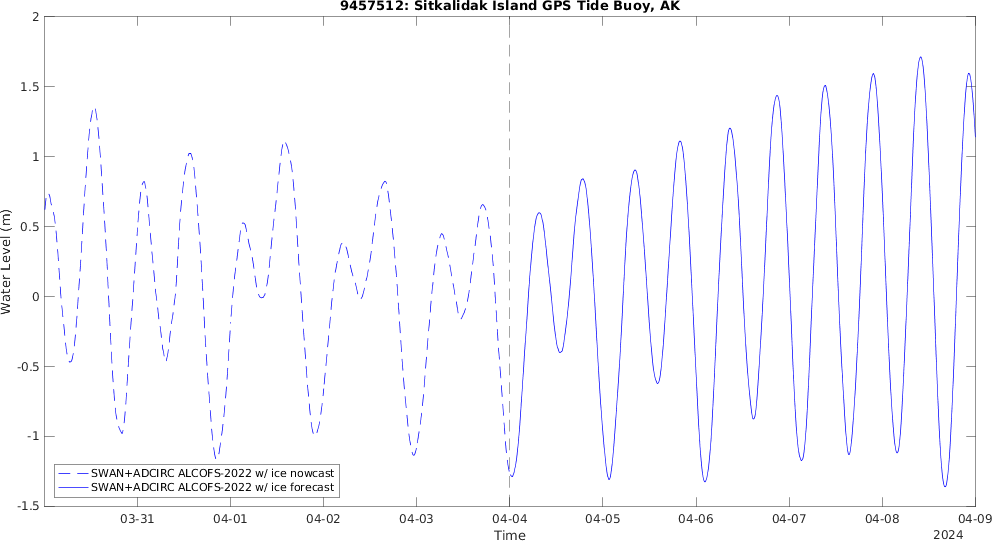 9457512: Sitkalidak Island GPS Tide Buoy, AK
2
1.5
1
0.5
0
-0.5
-1
-1.5
Water Level (m)
SWAN+ADCIRC ALCOFS-2022 w/ ice nowcast
SWAN+ADCIRC ALCOFS-2022 w/ ice forecast
03-31 04-01 04-02 04-03 04-04 04-05 04-06 04-07 04-08 04-09
Time
2024